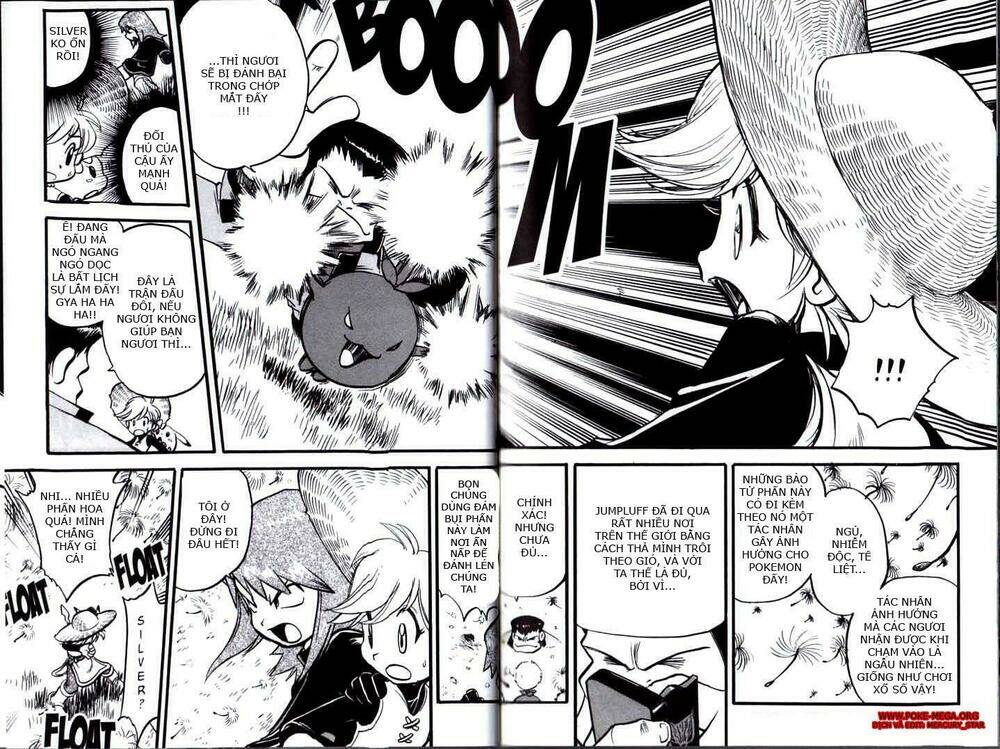 SILVER
KO ỔN
RỒI!
ĐỐI
THỦ CỦA
CẬU ẤY
MẠNH
QUÁ!
Ê! ĐANG
ĐẤU MÀ
NGÓ NGANG
NGÓ DỌC
LÀ BẤT LỊCH
SỰ LẮM ĐẤY!
GYA HA HA
HA!!
ĐÂY LÀ
TRẬN ĐẤU
ĐÔI, NẾU
NGƯƠI KHÔNG
GIÚP BẠN
NGƯƠI THÌ...
...THÌ NGƯƠI
SẼ BỊ ĐÁNH BẠI
TRONG CHỚP
MẮT ĐẤY
!!!
BOOOO
M
!!!
NHI... NHIỀU
PHẤN HOA
QUÁ! MÌNH
CHẲNG
THẤY GÌ
CẢ!
FLOAT
FLOAT
FLOAT
SILVER?
TÔI Ở
ĐÂY!
ĐỪNG ĐI
ĐÂU HẾT!
BỌN
CHÚNG
DÙNG ĐÁM
BỤI PHẤN
NÀY LÀM
NƠI ẨN
NẤP ĐỂ
ĐÁNH LÉN
CHÚNG
TA!
CHÍNH
XÁC!
NHƯNG
CHƯA
ĐỦ...
JUMPLUFF ĐÃ ĐI QUA
RẤT NHIỀU NƠI
TRÊN THẾ GIỚI BẰNG
CÁCH THẢ MÌNH TRÔI
THEO GIÓ, VÀ VỚI
TA THẾ LÀ ĐỦ,
BỞI VÌ...
NHỮNG BÀO
TỬ PHẤN NÀY
CÓ ĐI KÈM
THEO NÓ MỘT
TÁC NHÂN
GÂY ẢNH
HƯỞNG CHO
POKEMON
ĐẤY!
NGỦ,
NHIỄM
ĐỘC, TÊ
LIỆT...
TÁC NHÂN
ẢNH HƯỞNG
MÀ CÁC NGƯƠI
NHẬN ĐƯỢC KHI
CHẠM VÀO LÀ
NGẪU NHIÊN...
GIỐNG NHƯ CHƠI
XỔ SỐ VẬY!
WWW.POKE-MEGA.ORG
DỊCH VÀ EDIT: MERCURY_STAR